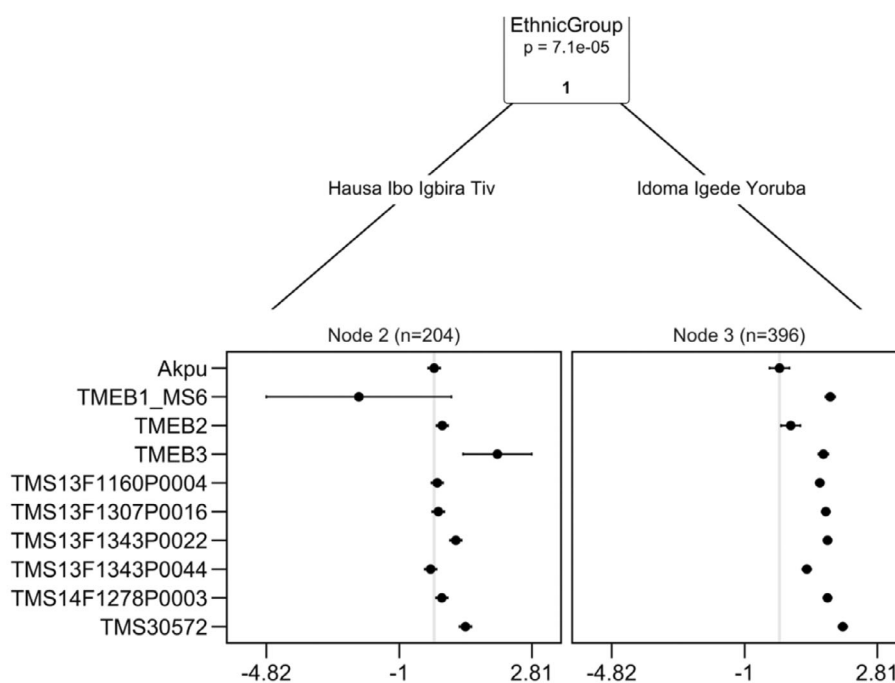 EthnicGroup
p = 7.1e-05
1
Hausa Ibo Igbira Tiv
Idoma Igede Yoruba
Node 2 (n=204)
Node 3 (n=396)
Akpu
TMEB1_MS6
TMEB2
TMEB3
TMS13F1160P0004
TMS13F1307P0016
TMS13F1343P0022
TMS13F1343P0044
TMS14F1278P0003
TMS30572
-4.82 -1 2.81
-4.82 -1 2.81